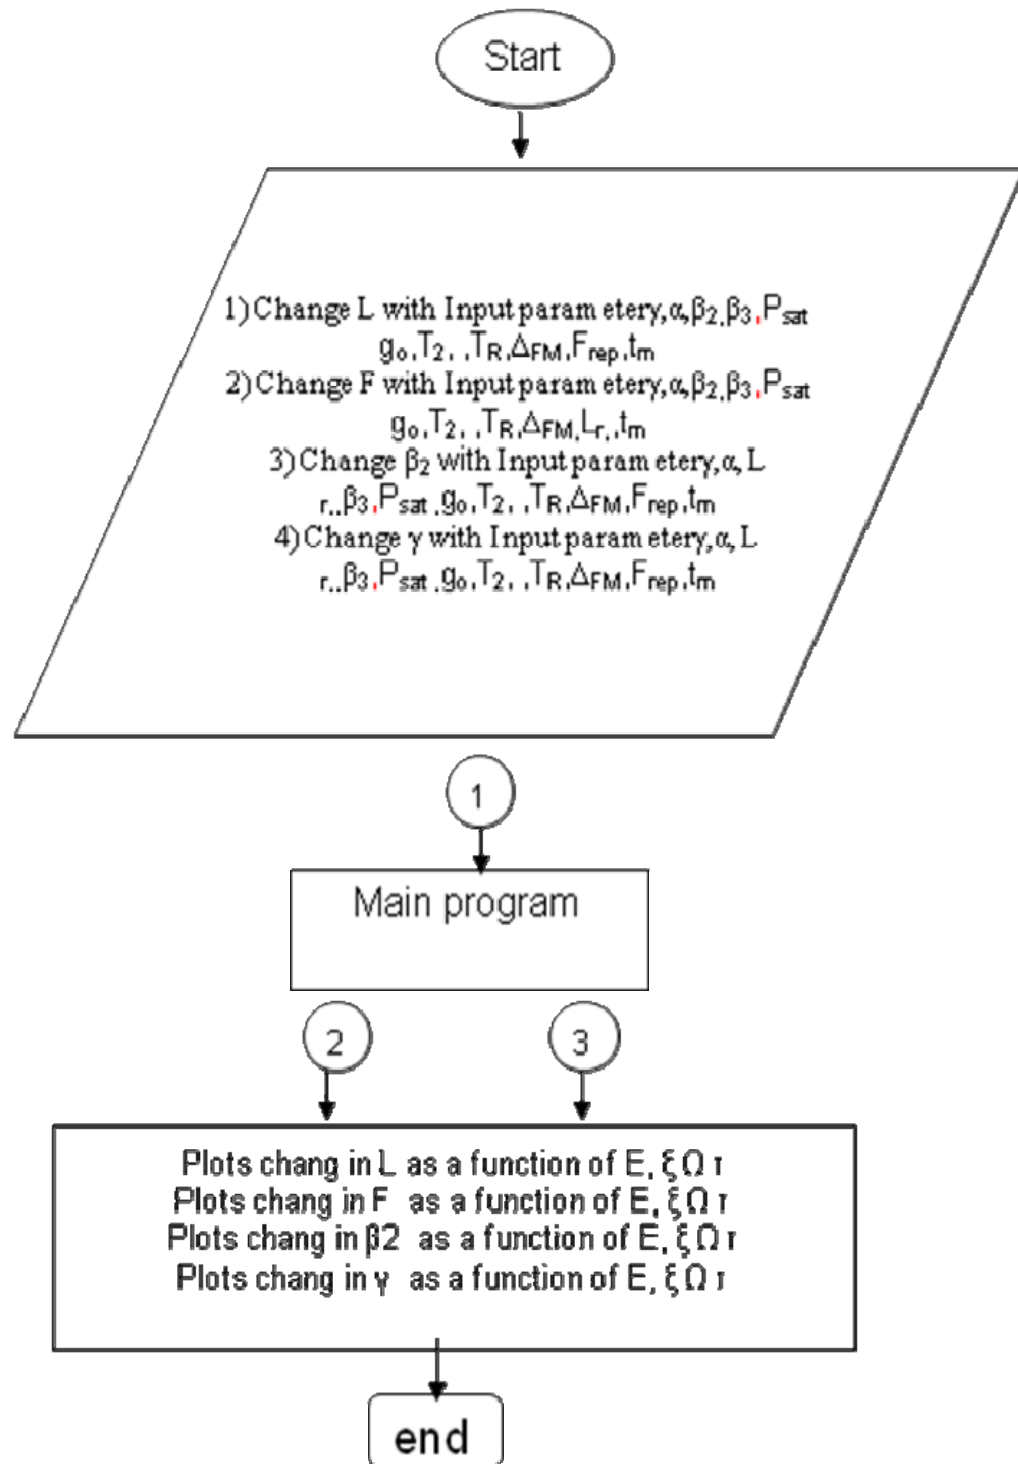 Start
1) Change L with Input param etery,α,β2,β3,Psat
go,T2, ,TR,ΔFM,Frep,tm
2) Change F with Input param etery,α,β2,β3,Psat
go,T2, ,TR,ΔFM,Lr,,tm
3) Change β2 with Input param etery,α, L
r,,β3,Psat ,go,T2, ,TR,ΔFM,Frep,tm
4) Change γ with Input param etery,α, L
r,,β3,Psat ,go,T2, ,TR,ΔFM,Frep,tm
1
Main program
2 3
Plots chang in L as a function of E, ξ Ω τ
Plots chang in F as a function of E, ξ Ω τ
Plots chang in β2 as a function of E, ξ Ω τ
Plots chang in γ as a function of E, ξ Ω τ
end